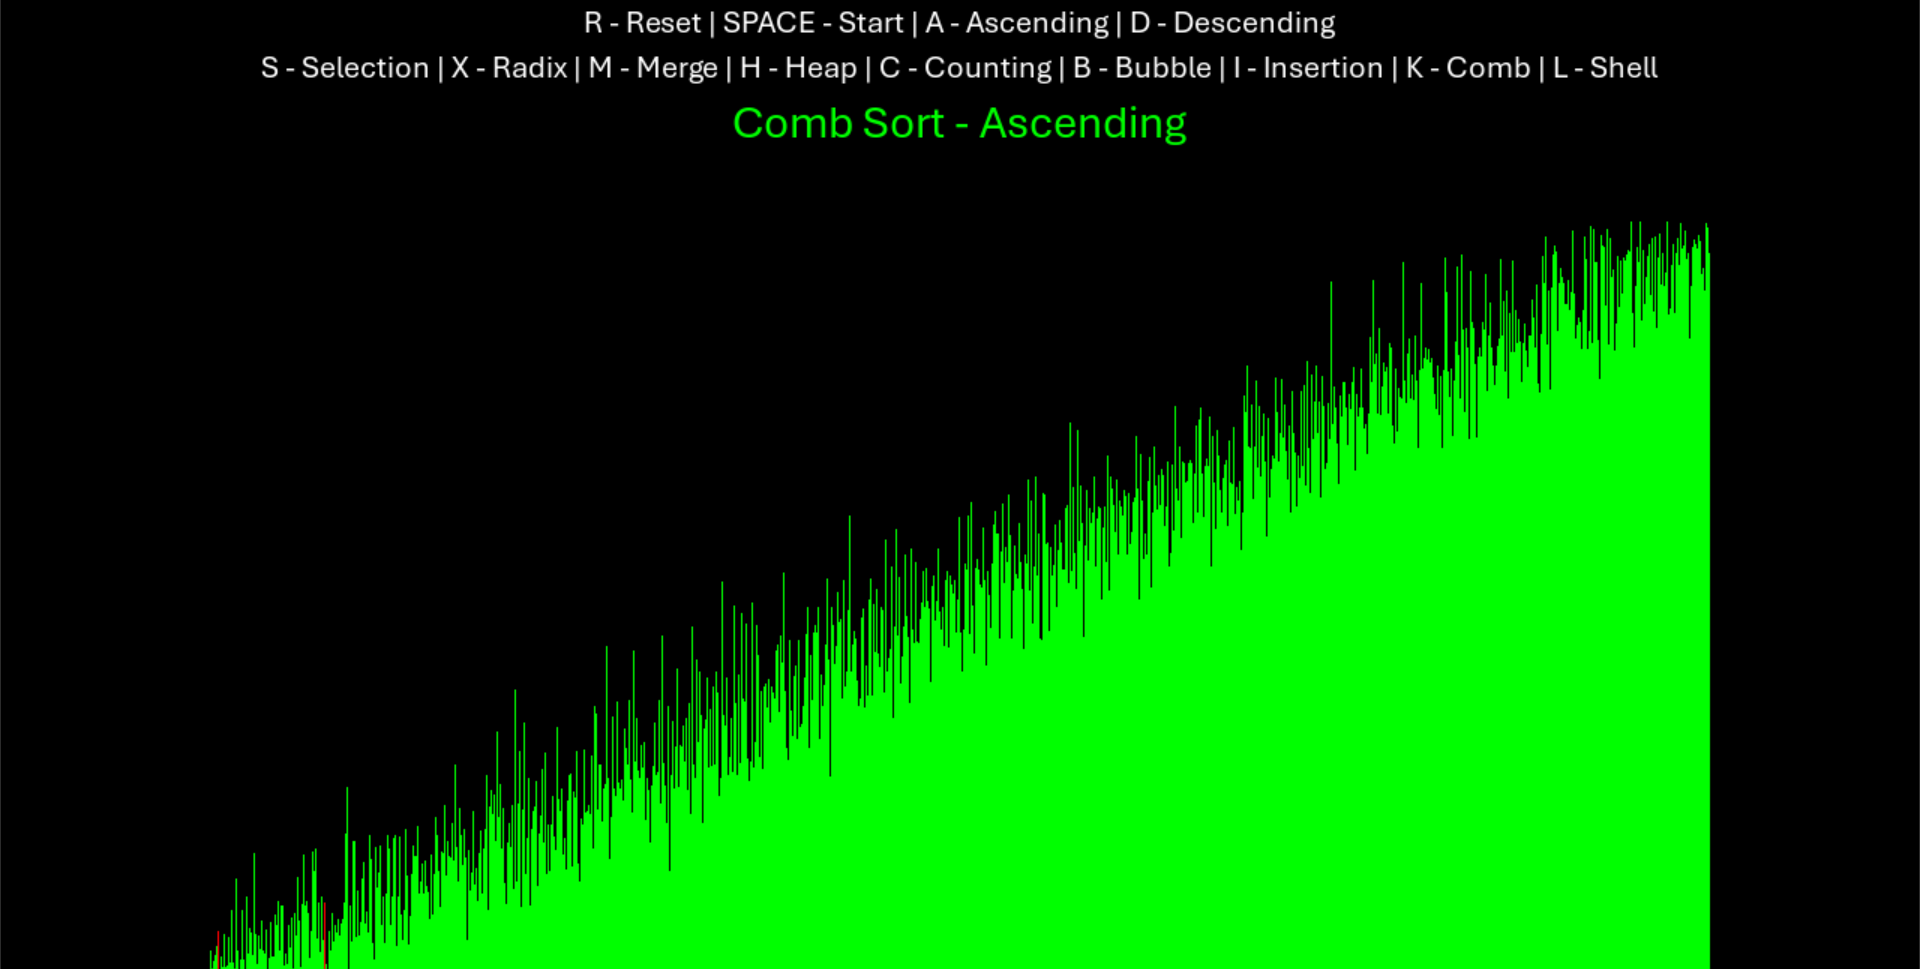 R - Reset | SPACE - Start | A - Ascending | D - Descending
S - Selection | X - Radix | M - Merge | H - Heap | C - Counting | B - Bubble | I - Insertion | K - Comb | L - Shell
Comb Sort - Ascending